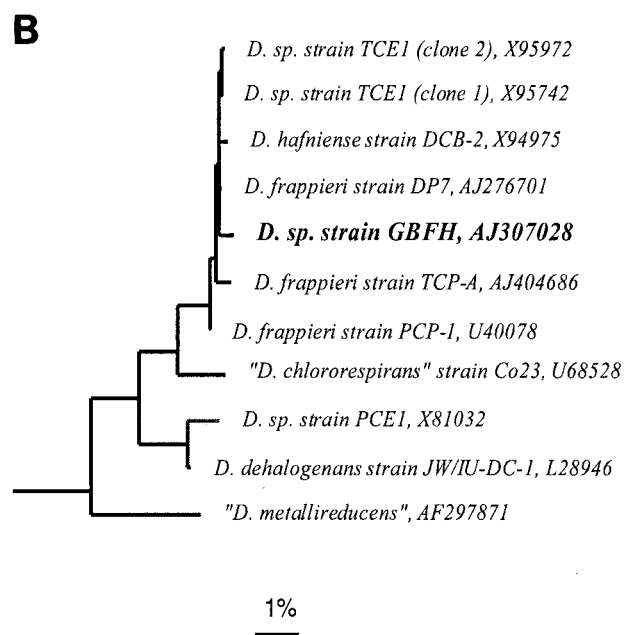 B
D. sp. strain TCE1 (clone 2), X95972
D. sp. strain TCE1 (clone 1), X95742
D. hafniense strain DCB-2, X94975
D. frappieri strain DP7, AJ276701
D. sp. strain GBFH, AJ307028
D. frappieri strain TCP-A, AJ404686
D. frappieri strain PCP-1, U40078
"D. chlororespirans" strain Co23, U68528
D. sp. strain PCE1, X81032
D. dehalogenans strain JW/IU-DC-1, L28946
"D. metallireducens", AF297871
1%